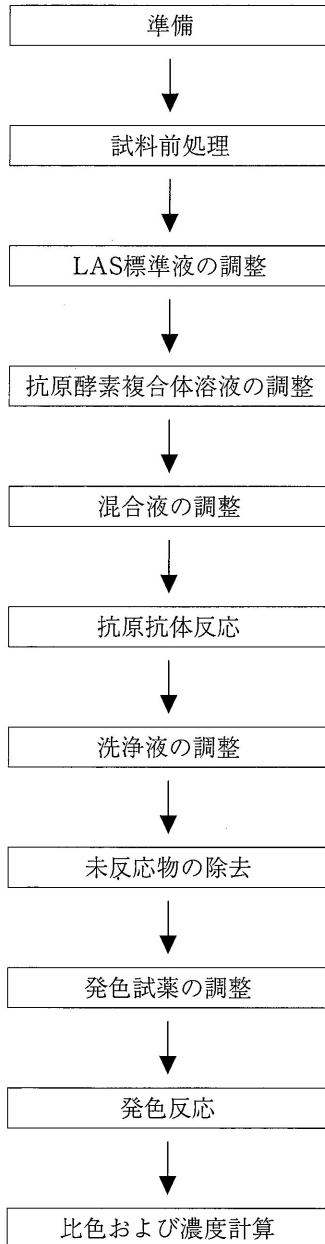 準備
試料前処理
LAS標準液の調整
抗原酵素複合体溶液の調整
混合液の調整
抗原抗体反応
洗浄液の調整
未反応物の除去
発色試薬の調整
発色反応
比色および濃度計算